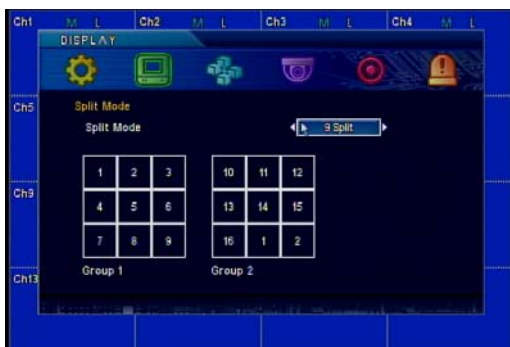 Ch1 M L Ch2 M L Ch3 M L Ch4 M L
DISPLAY
Ch5
Split Mode
Split Mode 9 Split
1 2 3 10 11 12
Ch9
4 5 6 13 14 15
7 8 9 16 1 2
Group 1 Group 2
Ch13